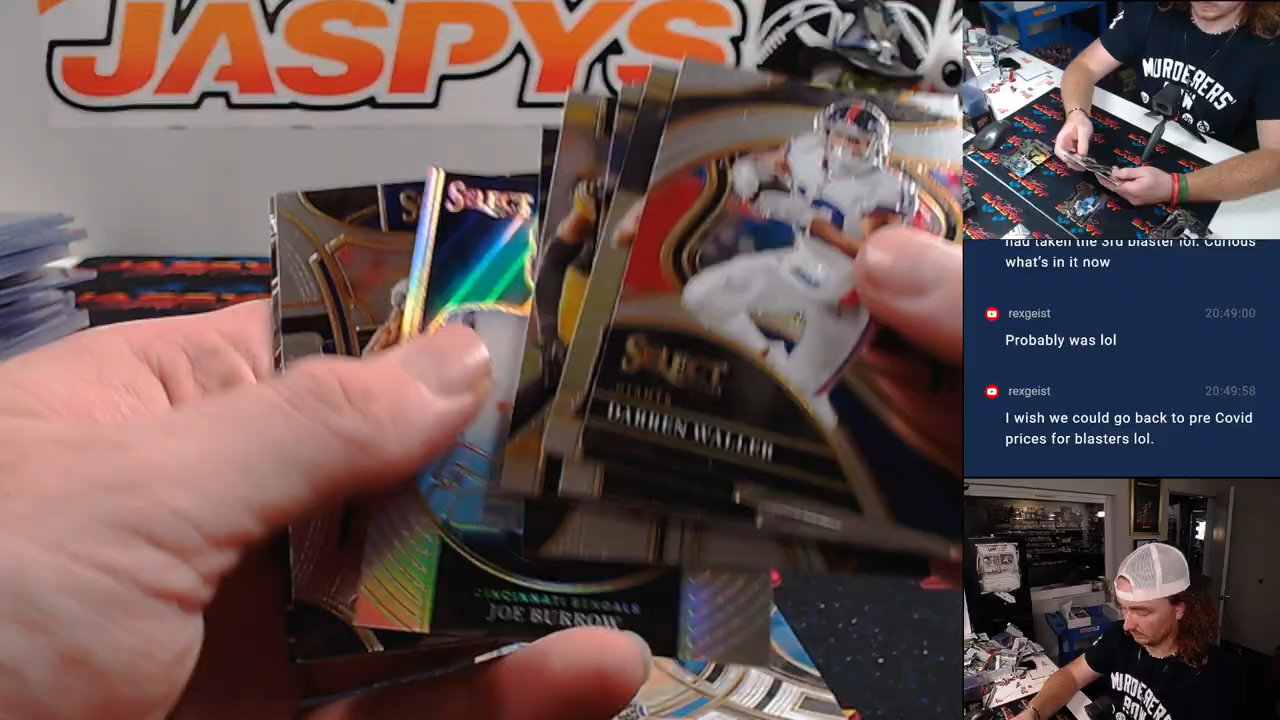 JASPYS
SELECT
SELECT
GIANTS
DARREN WALLER
CINCINNATI BENGALS
JOE BURROW
MURDERERS'
had taken the 3rd blaster lol. Curious
what's in it now
rexgeist
20:49:00
Probably was lol
rexgeist
20:49:58
I wish we could go back to pre Covid
prices for blasters lol.
MURDERERS